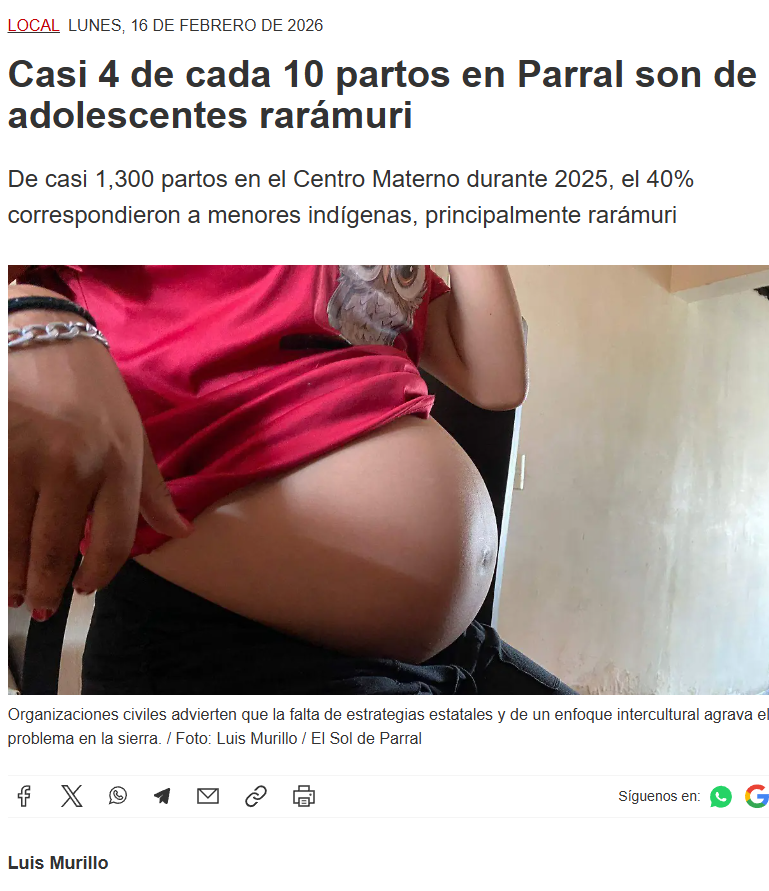 LOCAL LUNES, 16 DE FEBRERO DE 2026
Casi 4 de cada 10 partos en Parral son de
adolescentes rarámuri
De casi 1,300 partos en el Centro Materno durante 2025, el 40%
correspondieron a menores indígenas, principalmente rarámuri
Organizaciones civiles advierten que la falta de estrategias estatales y de un enfoque intercultural agrava el
problema en la sierra. / Foto: Luis Murillo / El Sol de Parral
Síguenos en:
Luis Murillo